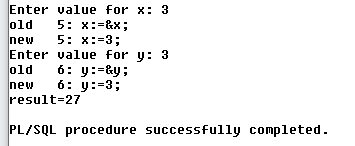 Enter value for x: 3
old   5: x:=&x;
new   5: x:=3;
Enter value for y: 3
old   6: y:=&y;
new   6: y:=3;
result=27
PL/SQL procedure successfully completed.